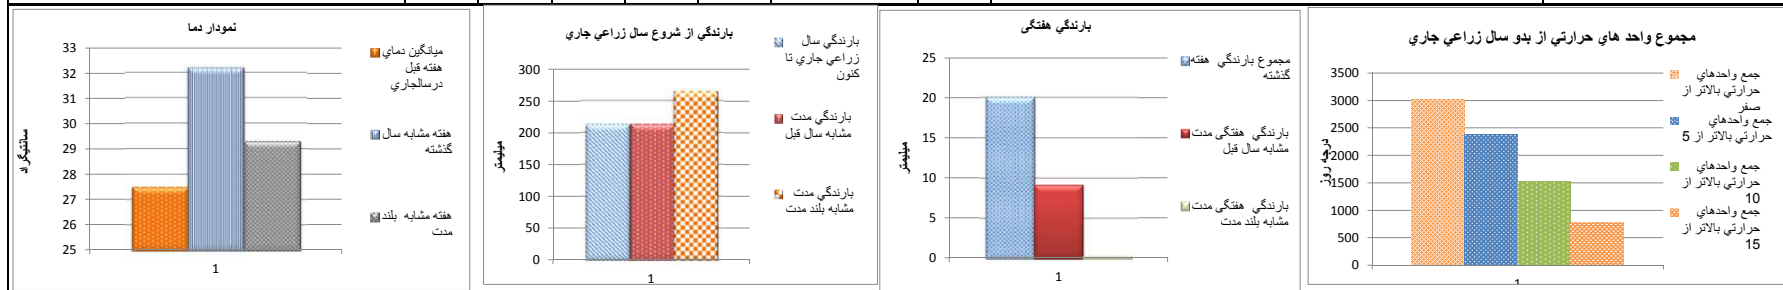 نمودار دما
33
32
31
30
29
28
27
26
25
سانتیگراد
1
میانگین دمای
هفته قبل
درسالجاري
هفته مشابه سال
گذشته
هفته مشابه بلند
مدت
بارندگي از شروع سال زراعي جاري
300
250
200
150
100
50
0
میلیمتر
1
بارندگي سال
زراعي جاري تا
كنون
بارندگي مدت
مشابه سال قبل
بارندگي مدت
مشابه بلند مدت
بارندگي هفتگی
25
20
15
10
5
0
میلیمتر
1
مجموع بارندگي هفته
گذشته
بارندگي هفتگی مدت
مشابه سال قبل
بارندگي هفتگی مدت
مشابه بلند مدت
مجموع واحد هاي حرارتي از بدو سال زراعي جاري
3500
3000
2500
2000
1500
1000
500
0
درجه روز
1
جمع واحدهاي
حرارتي بالاتر از
صفر
جمع واحدهاي
حرارتي بالاتر از 5
جمع واحدهاي
حرارتي بالاتر از
10
جمع واحدهاي
حرارتي بالاتر از
15